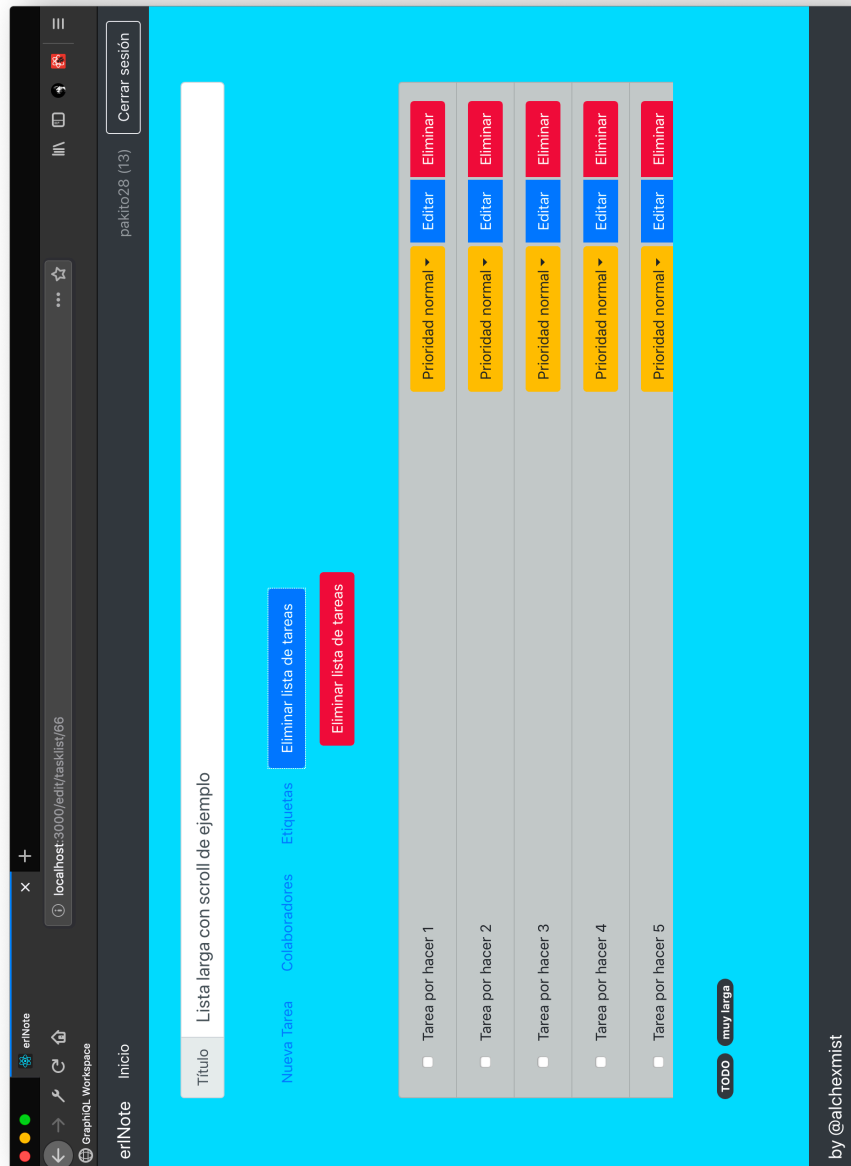 erlNote
localhost:3000/edit/tasklist/66
GraphiQL Workspace
erlNote Inicio pakito28 (13) Cerrar sesión
Título Lista larga con scroll de ejemplo
Nueva Tarea Colaboradores Etiquetas Eliminar lista de tareas
Eliminar lista de tareas
Tarea por hacer 1 Prioridad normal Editar Eliminar
Tarea por hacer 2 Prioridad normal Editar Eliminar
Tarea por hacer 3 Prioridad normal Editar Eliminar
Tarea por hacer 4 Prioridad normal Editar Eliminar
Tarea por hacer 5 Prioridad normal Editar Eliminar
TODO muy larga
by @alchexmist